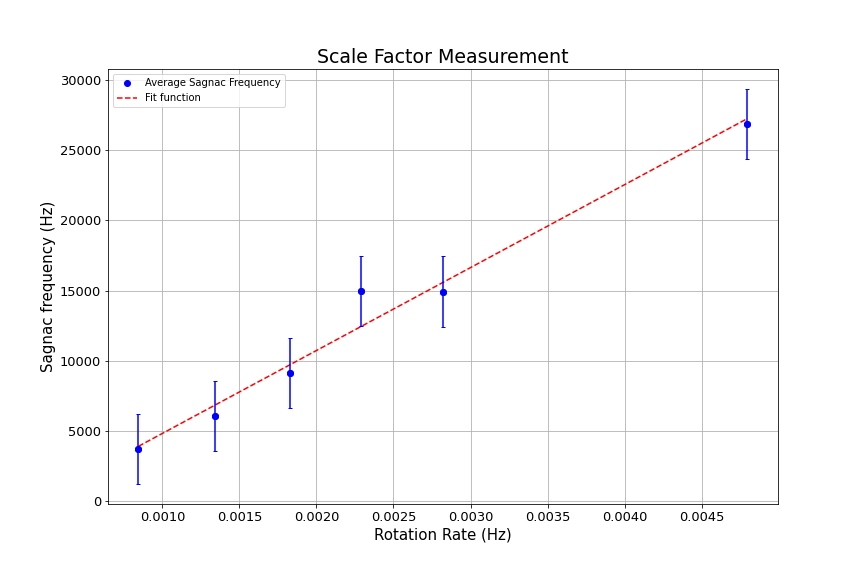 Scale Factor Measurement
Average Sagnac Frequency
Fit function
30000
25000
20000
15000
10000
5000
0
Sagnac frequency (Hz)
0.0010 0.0015 0.0020 0.0025 0.0030 0.0035 0.0040 0.0045
Rotation Rate (Hz)